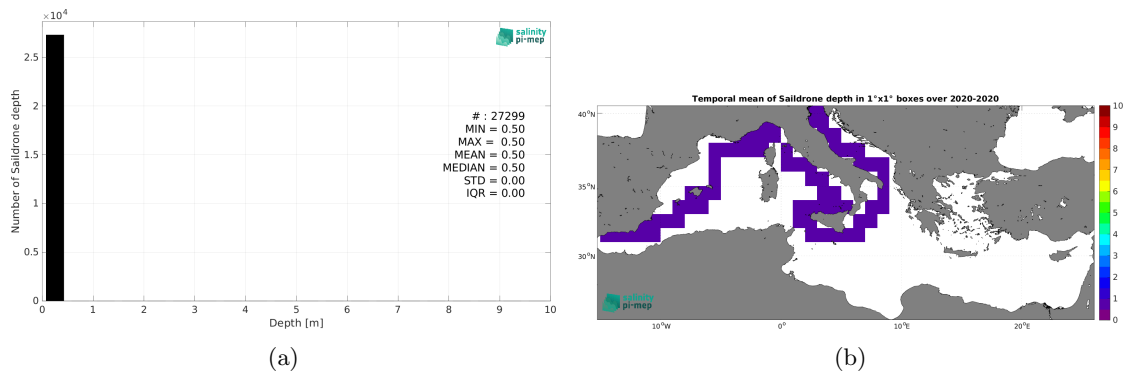 ×10⁴
2.5
2
1.5
1
0.5
0
Number of Saildrone depth
salinity
pi-mep
# : 27299
MIN = 0.50
MAX = 0.50
MEAN = 0.50
MEDIAN = 0.50
STD = 0.00
IQR = 0.00
0 1 2 3 4 5 6 7 8 9 10
Depth [m]
(a)
Temporal mean of Saildrone depth in 1°x1° boxes over 2020-2020
40°N
35°N
30°N
10°W 0° 10°E 20°E
salinity
pi-mep
10
9
8
7
6
5
4
3
2
1
0
(b)